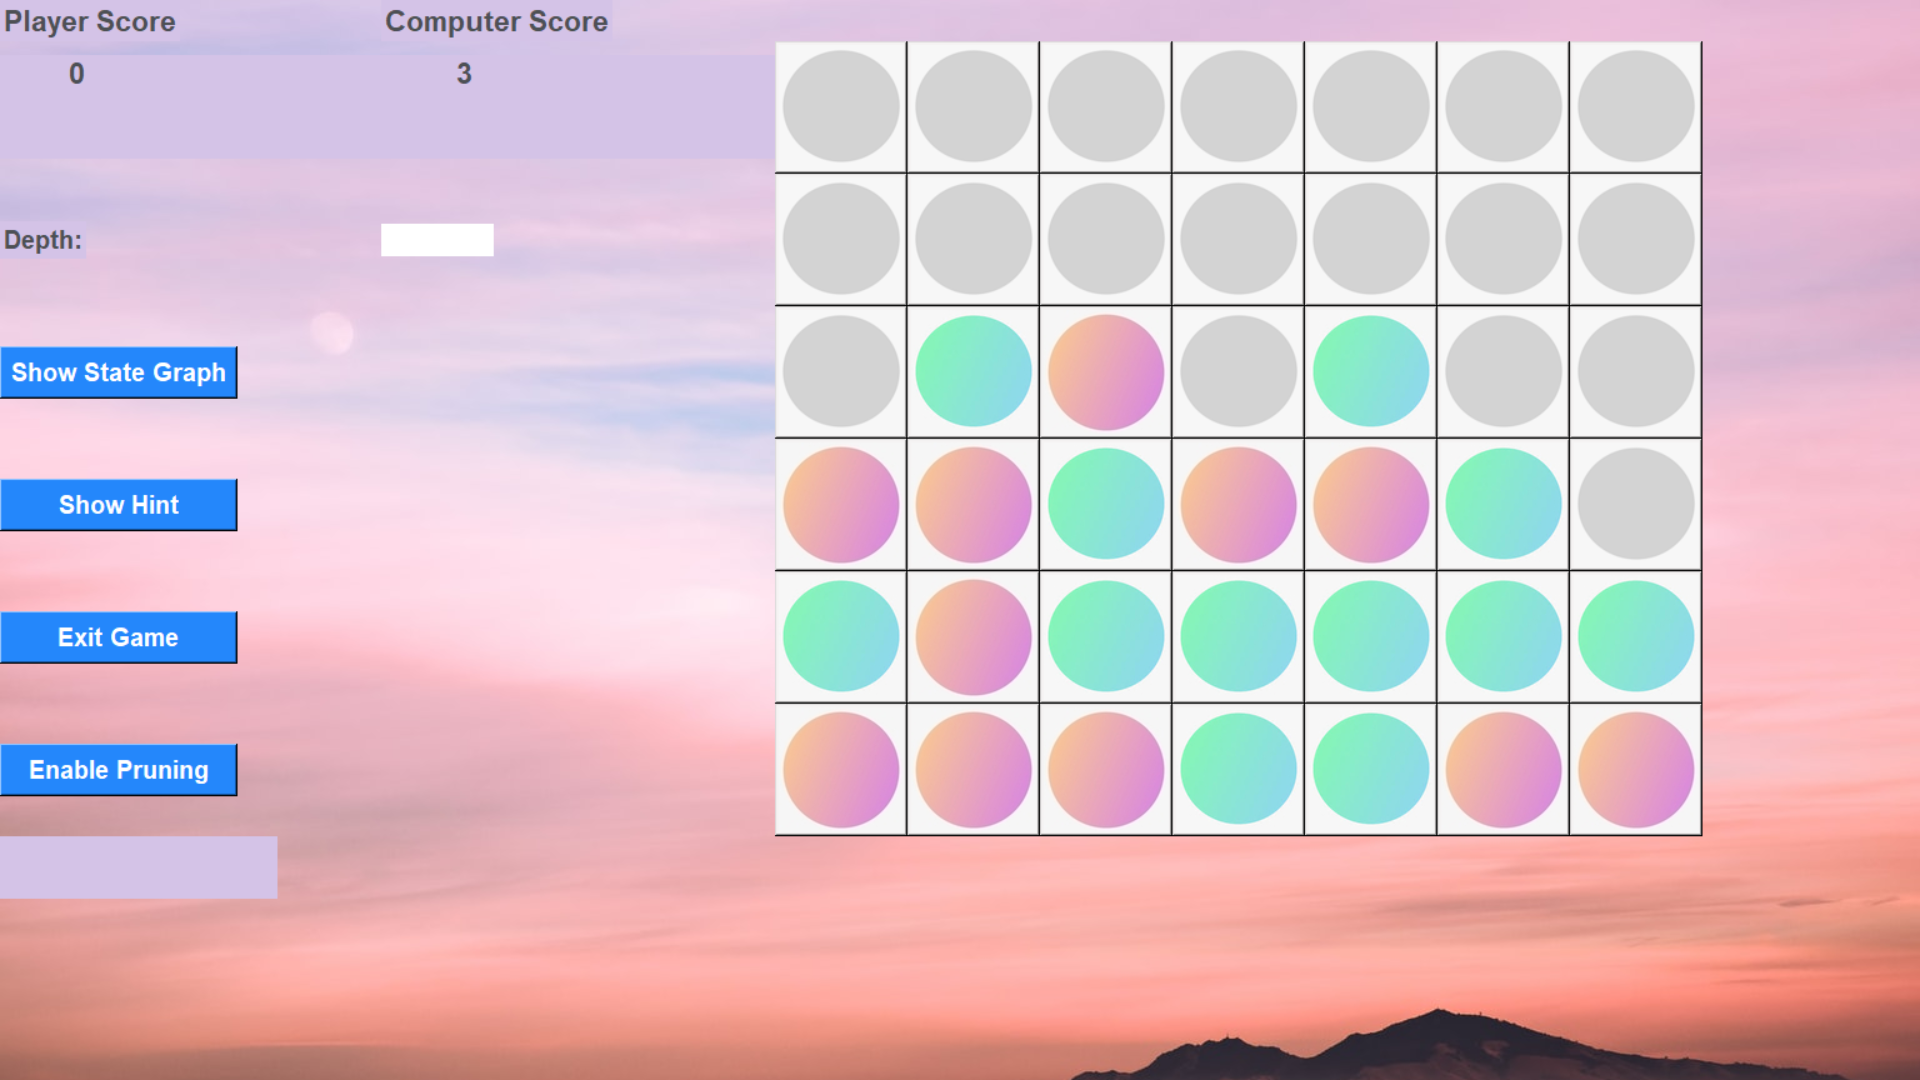 Player Score
Computer Score
0
3
Depth:
Show State Graph
Show Hint
Exit Game
Enable Pruning